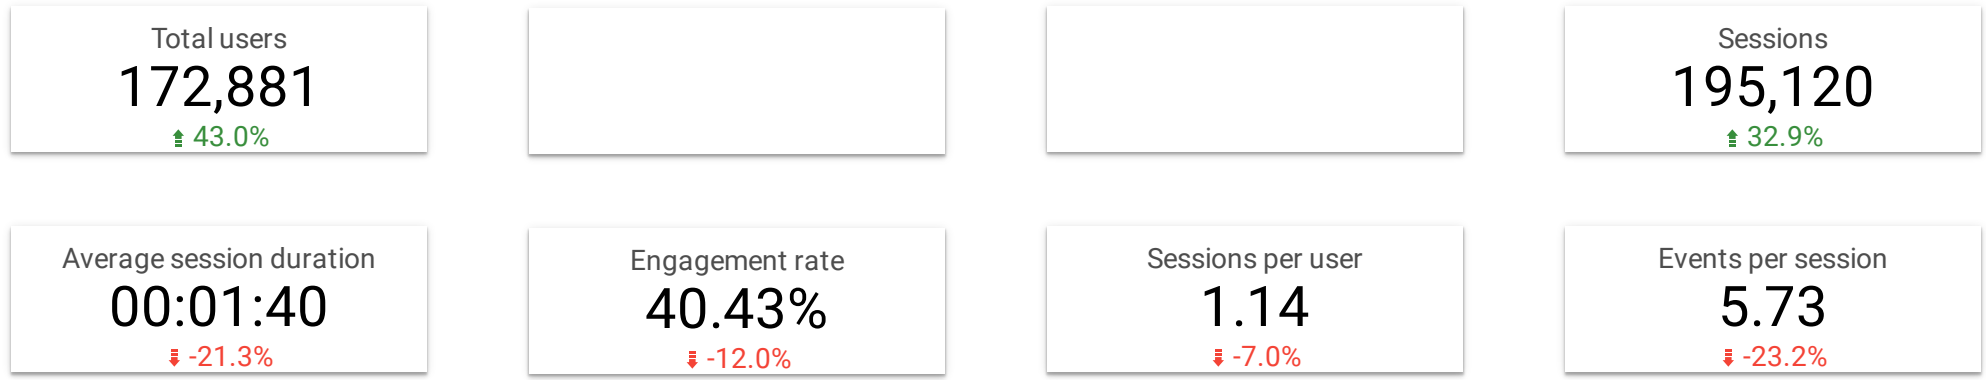 Total users
172,881
43.0%
Sessions
195,120
32.9%
Average session duration
00:01:40
-21.3%
Engagement rate
40.43%
-12.0%
Sessions per user
1.14
-7.0%
Events per session
5.73
-23.2%